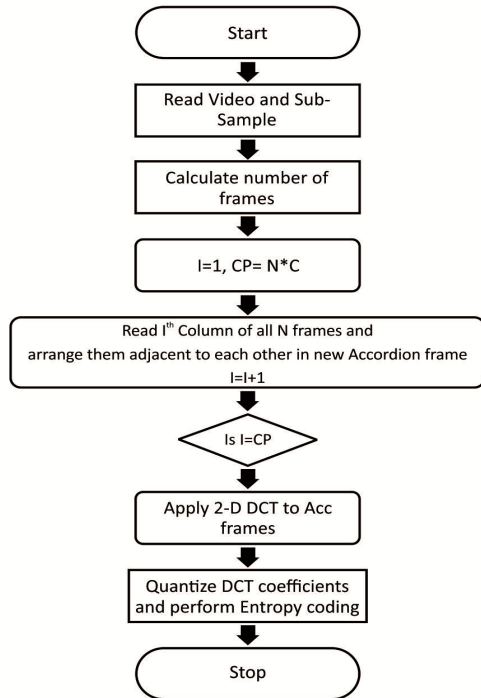 Start
Read Video and Sub-
Sample
Calculate number of
frames
I=1, CP= N*C
Read Iᵗʰ Column of all N frames and
arrange them adjacent to each other in new Accordion frame
I=I+1
Is I=CP
Apply 2-D DCT to Acc
frames
Quantize DCT coefficients
and perform Entropy coding
Stop